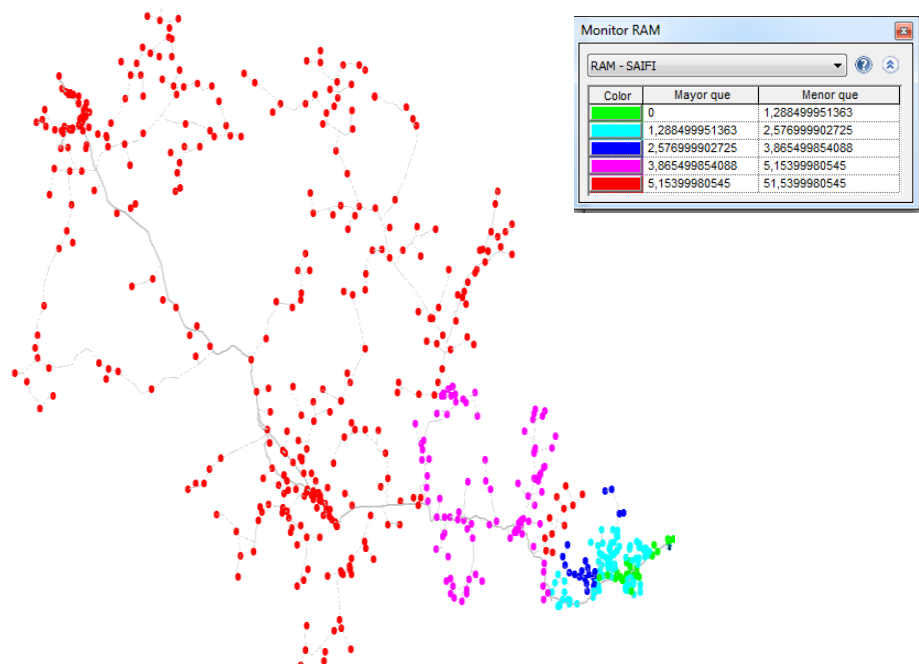 Monitor RAM
RAM - SAIFI
Color Mayor que Menor que
0 1,288499951363
1,288499951363 2,576999902725
2,576999902725 3,865499854088
3,865499854088 5,15399980545
5,15399980545 51,5399980545